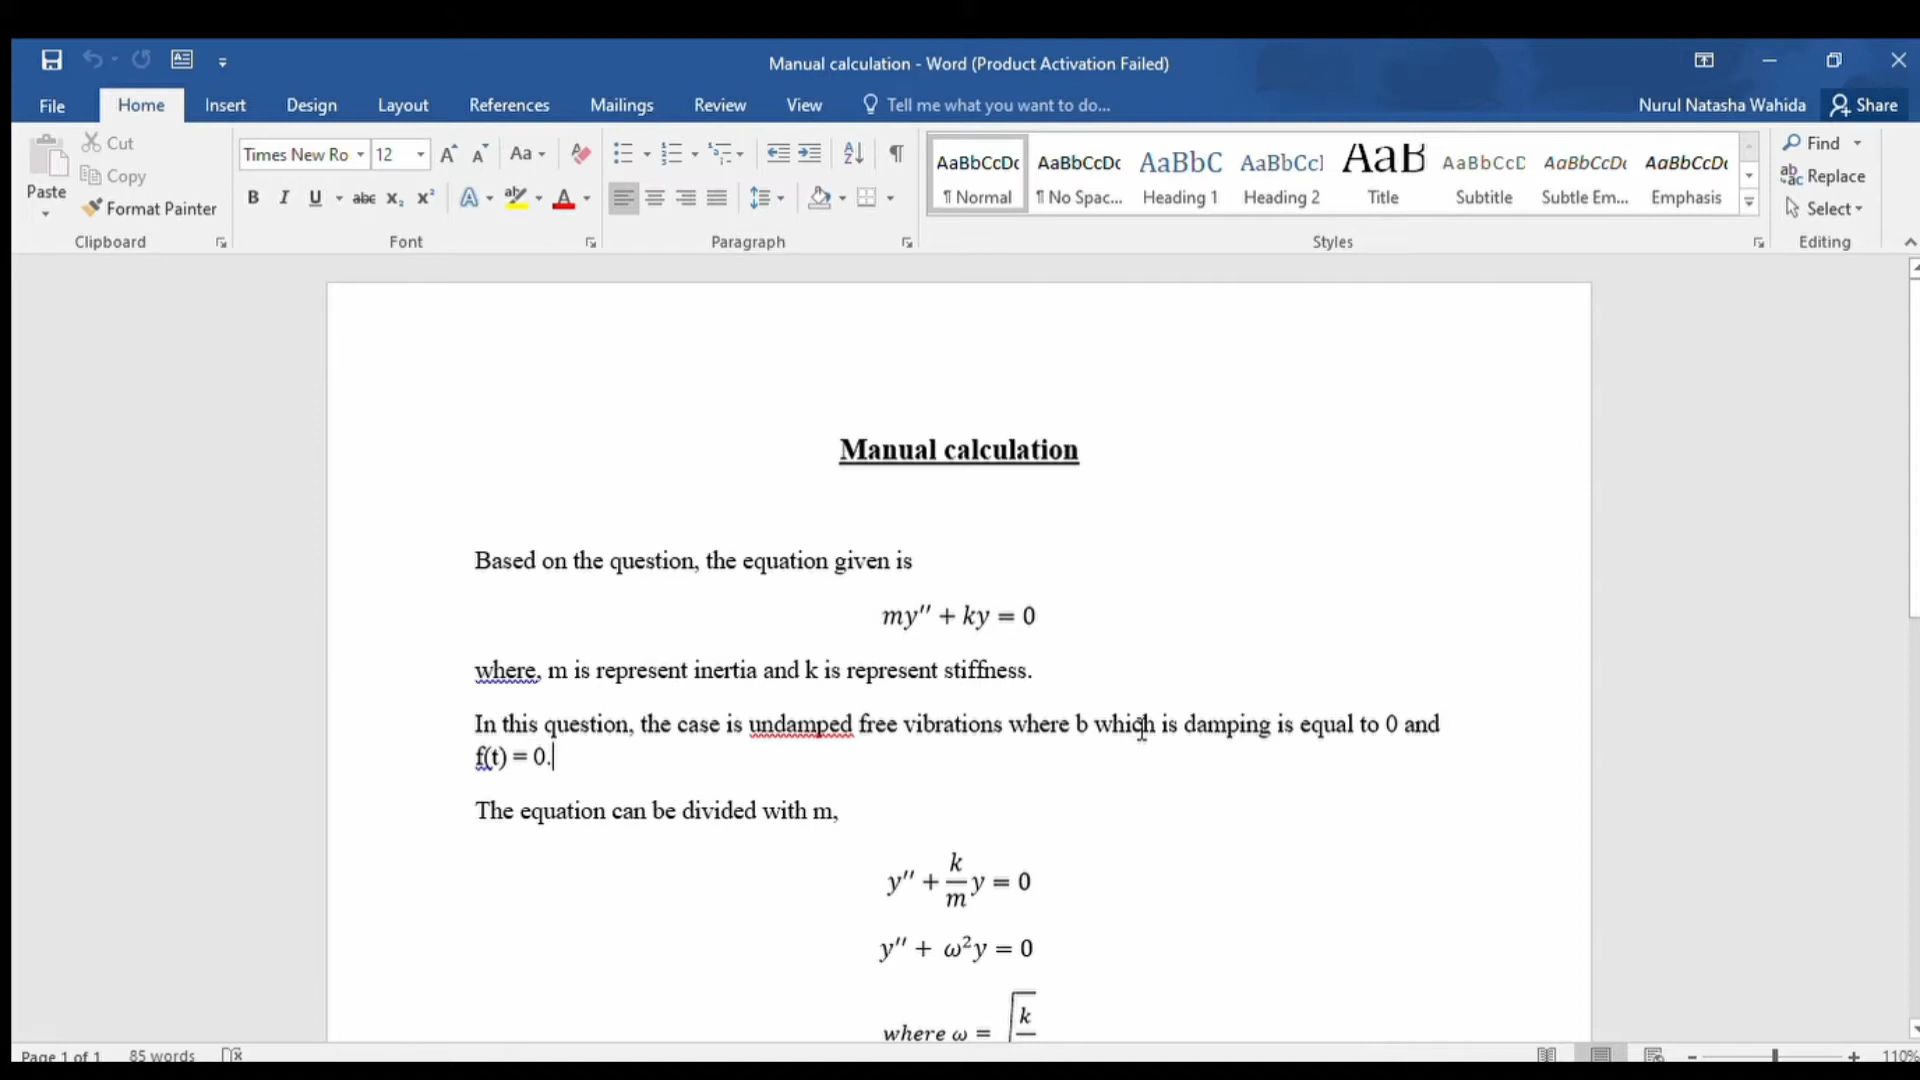 Manual calculation - Word (Product Activation Failed)
File Home Insert Design Layout References Mailings Review View Tell me what you want to do... Nurul Natasha Wahida Share
Paste
Cut
Copy
Format Painter
Clipboard
Times New Ro 12
Font
Paragraph
AaBbCcDc AaBbCcDc AaBbC AaBbCcl AaB AaBbCcD AaBbCcDt AaBbCcDt
¶ Normal ¶ No Spac... Heading 1 Heading 2 Title Subtitle Subtle Em... Emphasis
Styles
Find
Replace
Select
Editing
Manual calculation
Based on the question, the equation given is
my′′ + ky = 0
where, m is represent inertia and k is represent stiffness.
In this question, the case is undamped free vibrations where b which is damping is equal to 0 and
f(t) = 0.
The equation can be divided with m,
y′′ + k/m y = 0
y′′ + ω²y = 0
where ω = √k
Page 1 of 1 85 words 110%